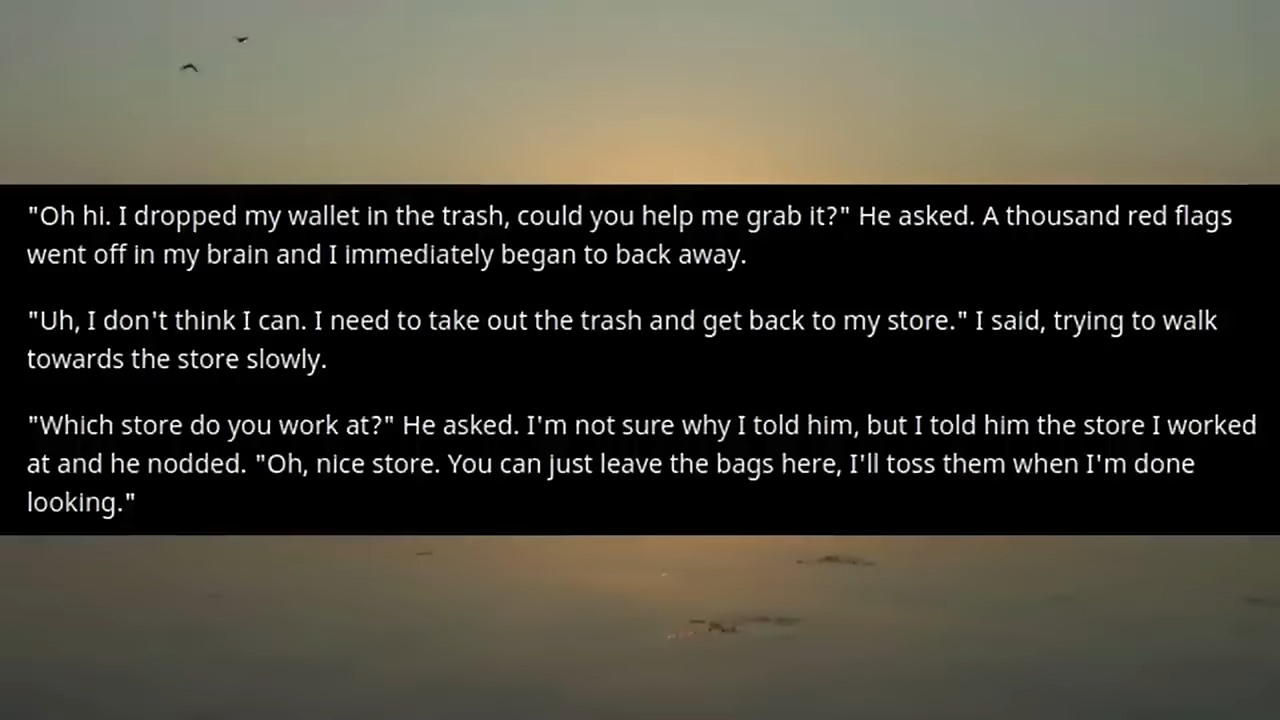 "Oh hi. I dropped my wallet in the trash, could you help me grab it?" He asked. A thousand red flags
went off in my brain and I immediately began to back away.
"Uh, I don't think I can. I need to take out the trash and get back to my store." I said, trying to walk
towards the store slowly.
"Which store do you work at?" He asked. I'm not sure why I told him, but I told him the store I worked
at and he nodded. "Oh, nice store. You can just leave the bags here, I'll toss them when I'm done
looking."